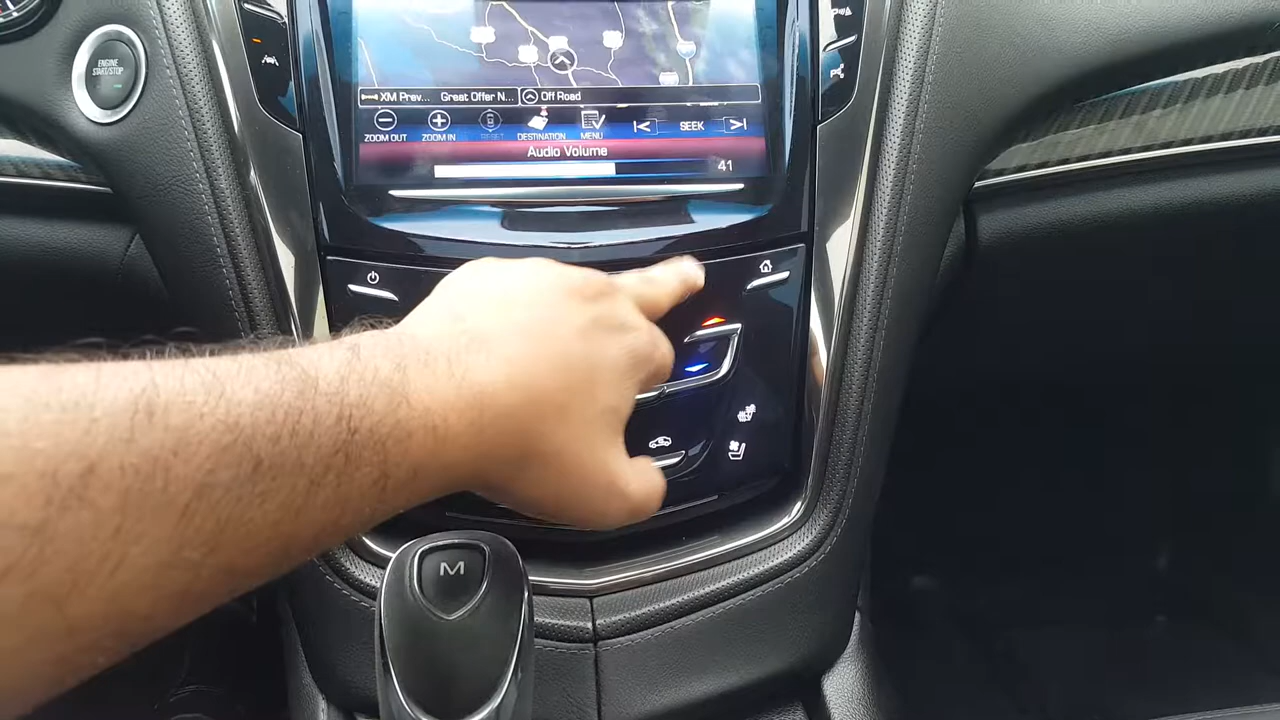 ENGINE
START/STOP
XM Prev... Great Offer N... Off Road
ZOOM OUT ZOOM IN RESET DESTINATION MENU SEEK
Audio Volume
41
M